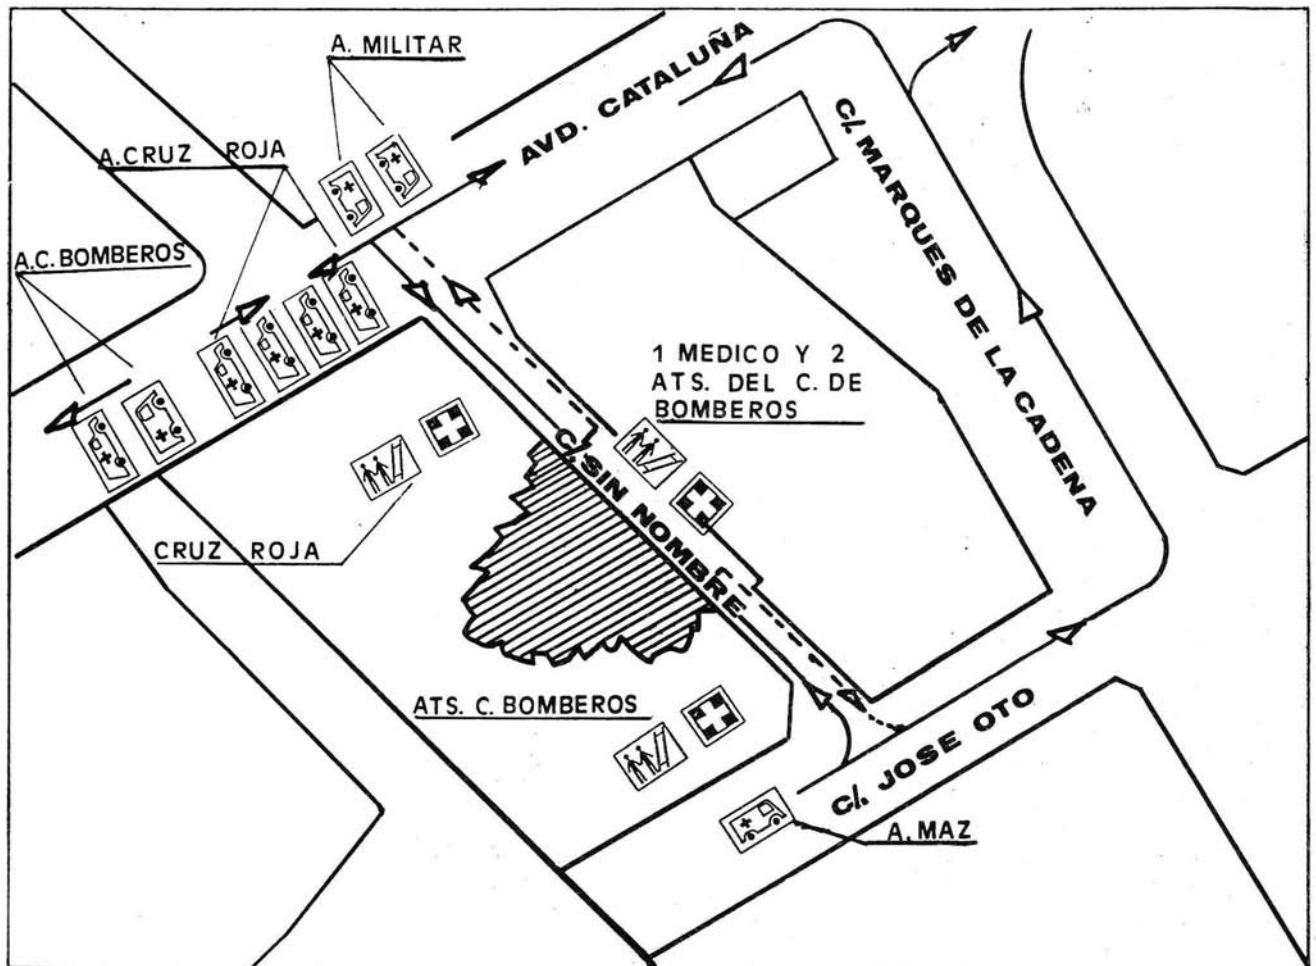 A. MILITAR
AVD. CATALUÑA
A.CRUZ ROJA
C/. MARQUES DE LA CADENA
A.C. BOMBEROS
1 MEDICO Y 2
ATS. DEL C. DE
BOMBEROS
C. SIN NOMBRE
CRUZ ROJA
ATS. C. BOMBEROS
C/. JOSE OTO
A. MAZ